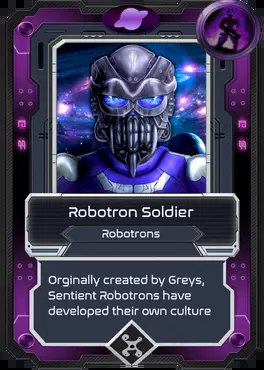 Robotron Soldier
Robotrons
Orginally created by Greys,
Sentient Robotrons have
developed their own culture